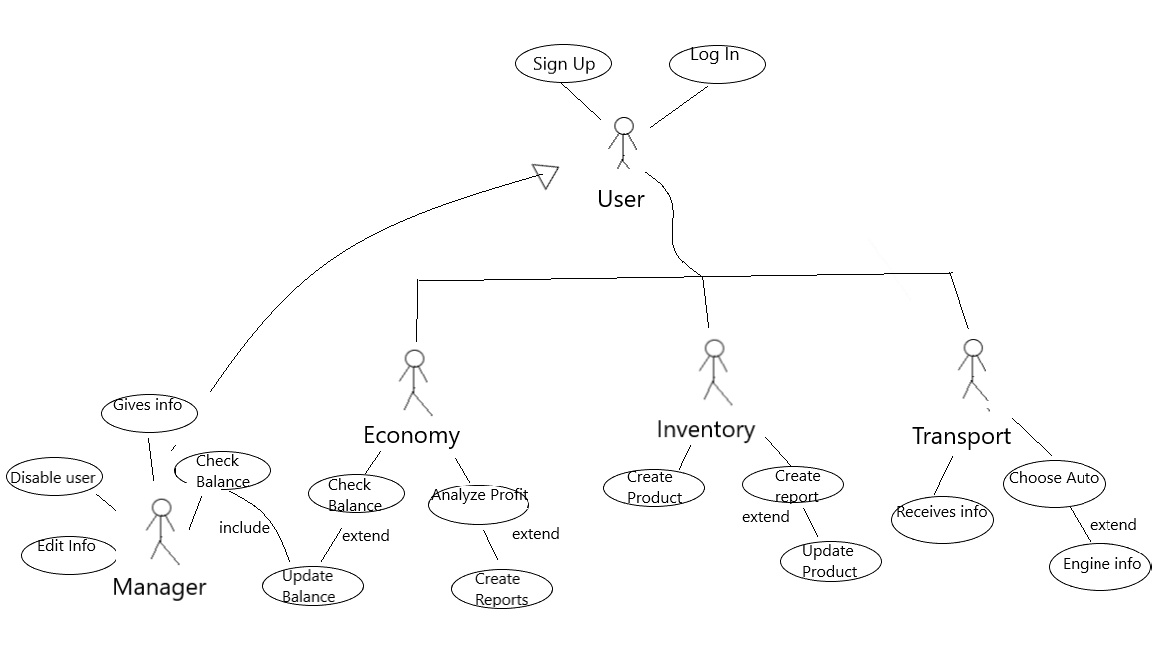 Sign Up
Log In
User
Economy
Inventory
Transport
Gives info
Disable user
Check
Balance
Edit Info
include
Manager
Check
Balance
Analyze Profit
extend
extend
Update
Balance
Create
Reports
Create
Product
Create
report
extend
Update
Product
Receives info
Choose Auto
extend
Engine info